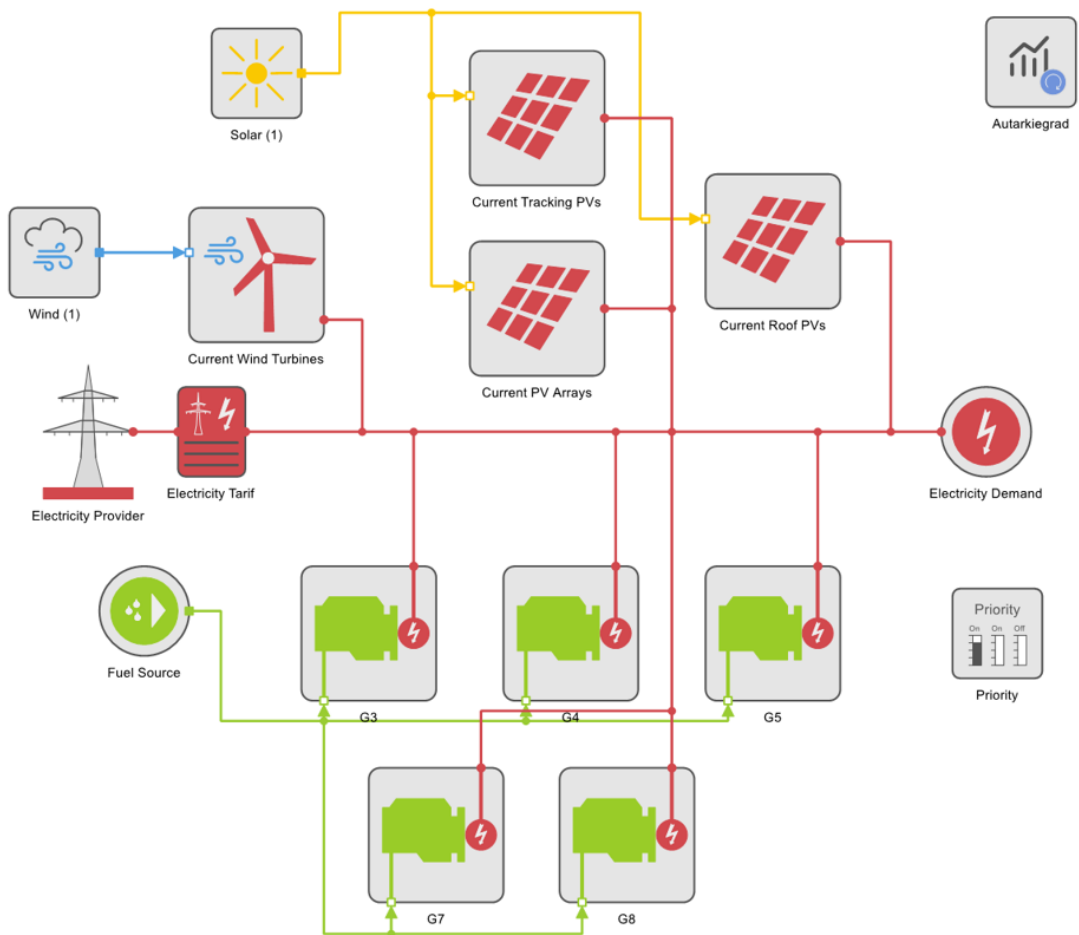 Solar (1)
Current Tracking PVs
Autarkiegrad
Wind (1)
Current Wind Turbines
Current PV Arrays
Current Roof PVs
Electricity Provider
Electricity Tarif
Electricity Demand
Fuel Source
G3
G4
G5
Priority
On On Off
Priority
G7
G8